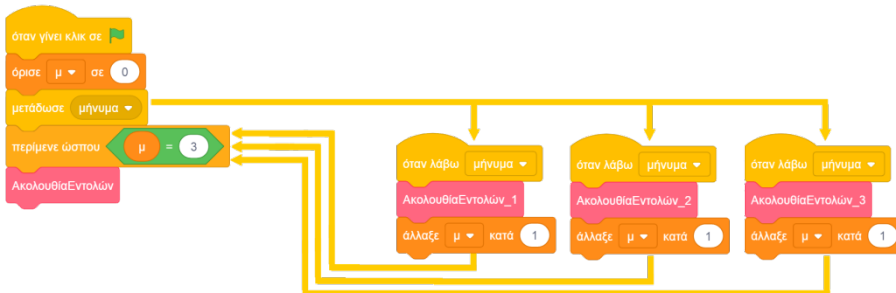 όταν γίνει κλικ σε
όρισε μ σε 0
μετάδωσε μήνυμα
περίμενε ώσπου μ = 3
ΑκολουθίαΕντολών
όταν λάβω μήνυμα
ΑκολουθίαΕντολών_1
άλλαξε μ κατά 1
όταν λάβω μήνυμα
ΑκολουθίαΕντολών_2
άλλαξε μ κατά 1
όταν λάβω μήνυμα
ΑκολουθίαΕντολών_3
άλλαξε μ κατά 1